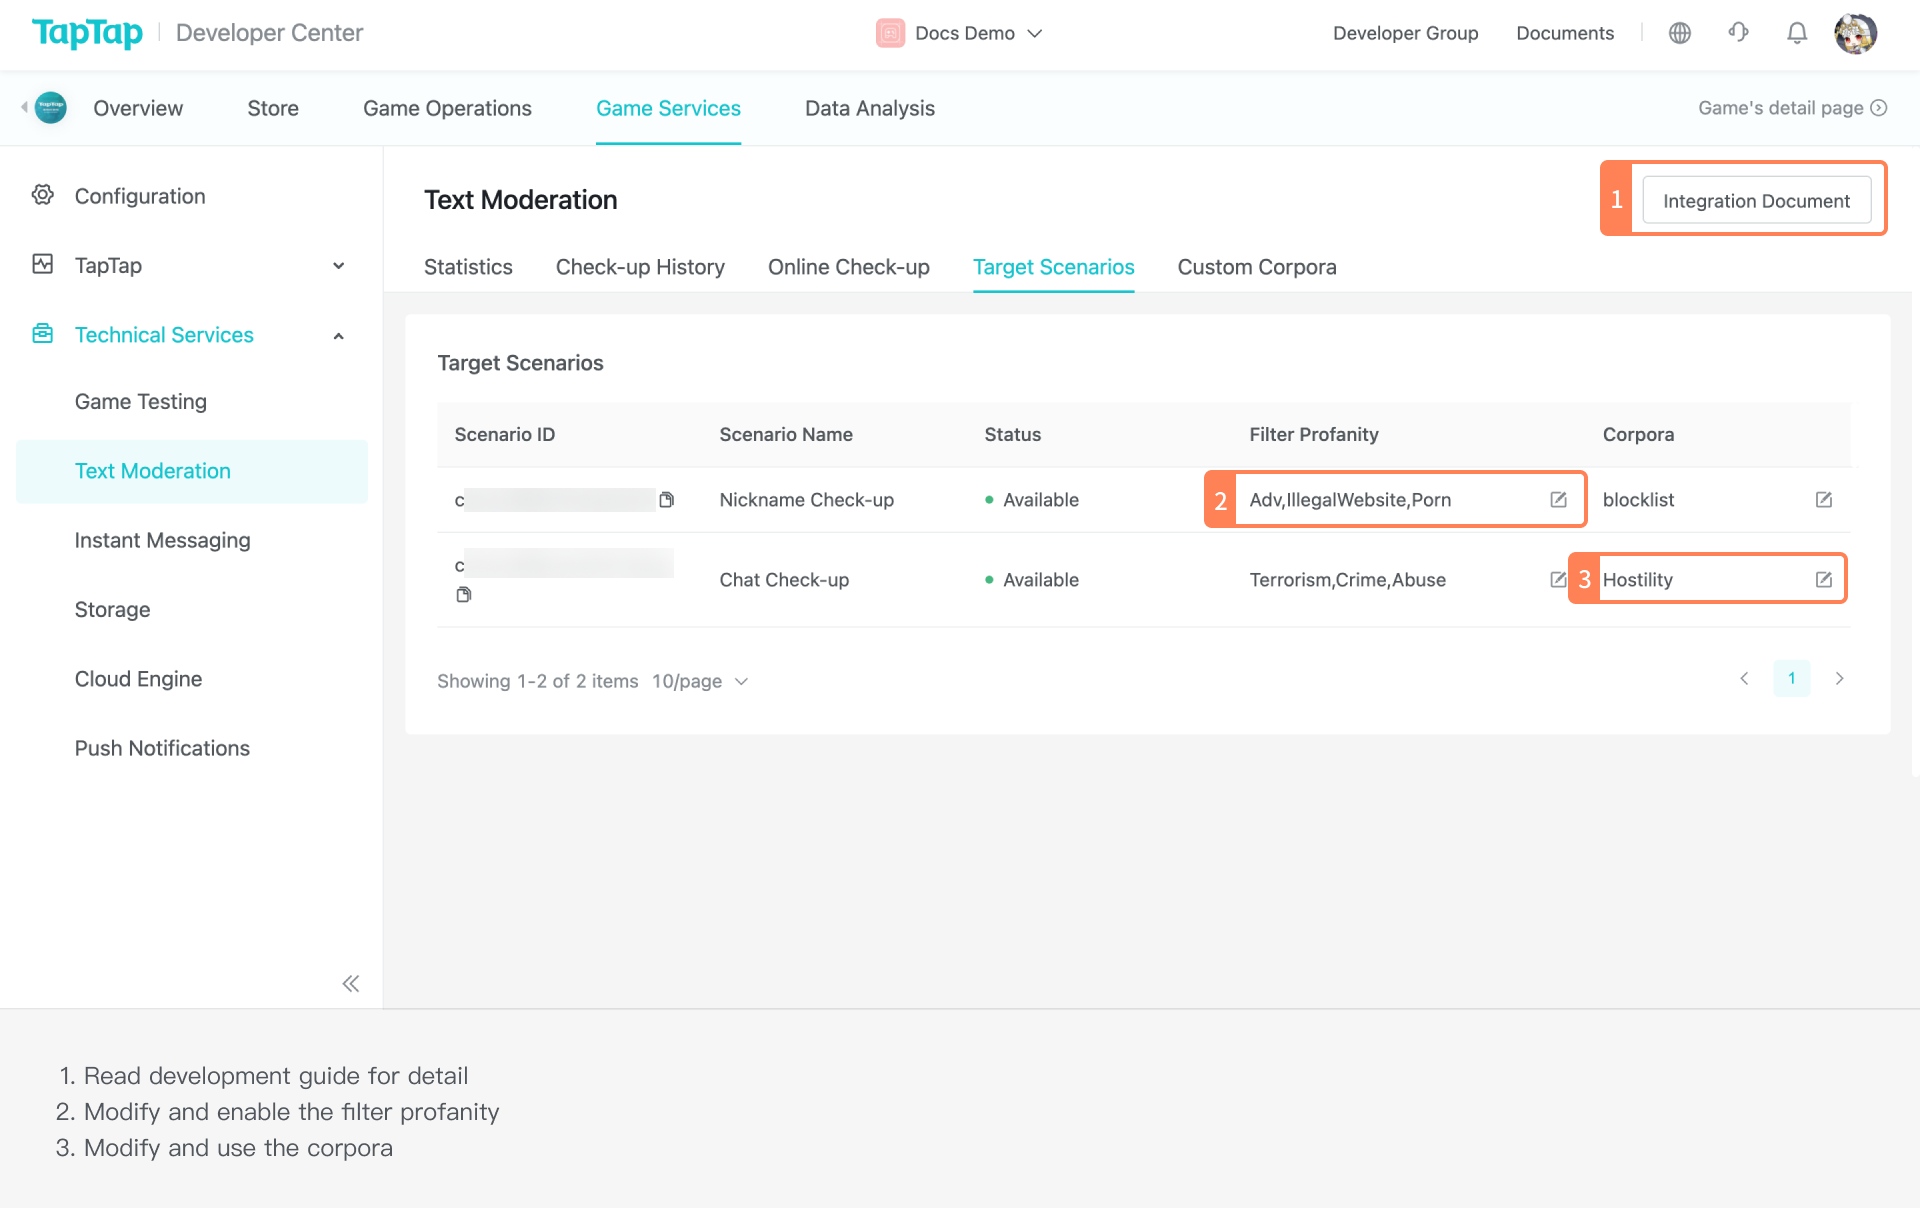 TapTap Developer Center
Docs Demo
Developer Group Documents
Overview Store Game Operations Game Services Data Analysis
Game's detail page
Configuration
TapTap
Technical Services
Game Testing
Text Moderation
Instant Messaging
Storage
Cloud Engine
Push Notifications
Text Moderation
1 Integration Document
Statistics Check-up History Online Check-up Target Scenarios Custom Corpora
Target Scenarios
Scenario ID Scenario Name Status Filter Profanity Corpora
c Nickname Check-up Available 2 Adv,IllegalWebsite,Porn blocklist
c Chat Check-up Available Terrorism,Crime,Abuse 3 Hostility
Showing 1-2 of 2 items 10/page 1
1. Read development guide for detail
2. Modify and enable the filter profanity
3. Modify and use the corpora